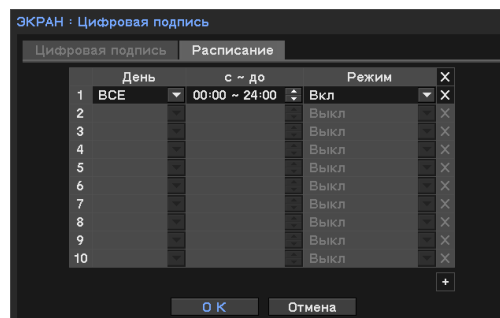 ЭКРАН : Цифровая подпись
Цифровая подпись Расписание
День с ~ до Режим X
1 ВСЕ 00:00 ~ 24:00 Вкл X
2 Выкл X
3 Выкл X
4 Выкл X
5 Выкл X
6 Выкл X
7 Выкл X
8 Выкл X
9 Выкл X
10 Выкл X
+
O K Отмена